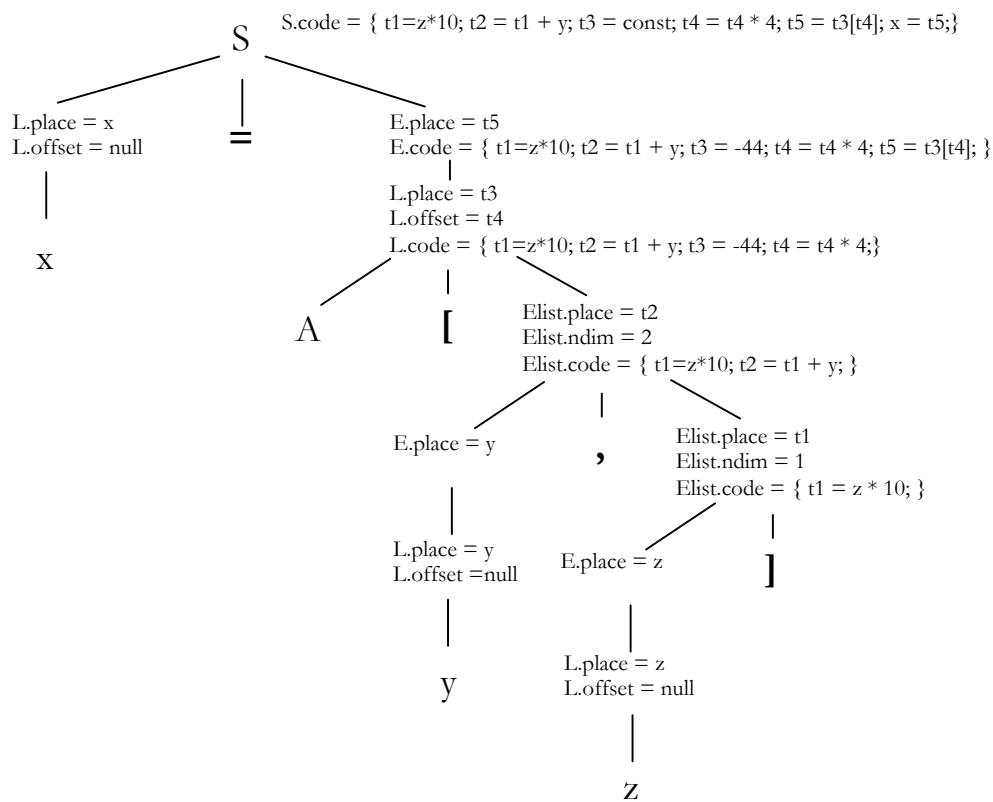 S.code = { t1=z*10; t2 = t1 + y; t3 = const; t4 = t4 * 4; t5 = t3[t4]; x = t5;}
S
L.place = x
L.offset = null
=
E.place = t5
E.code = { t1=z*10; t2 = t1 + y; t3 = -44; t4 = t4 * 4; t5 = t3[t4]; }
L.place = t3
L.offset = t4
L.code = { t1=z*10; t2 = t1 + y; t3 = -44; t4 = t4 * 4;}
x
A
[
Elist.place = t2
Elist.ndim = 2
Elist.code = { t1=z*10; t2 = t1 + y; }
E.place = y
,
Elist.place = t1
Elist.ndim = 1
Elist.code = { t1 = z * 10; }
L.place = y
L.offset =null
E.place = z
]
y
L.place = z
L.offset = null
z